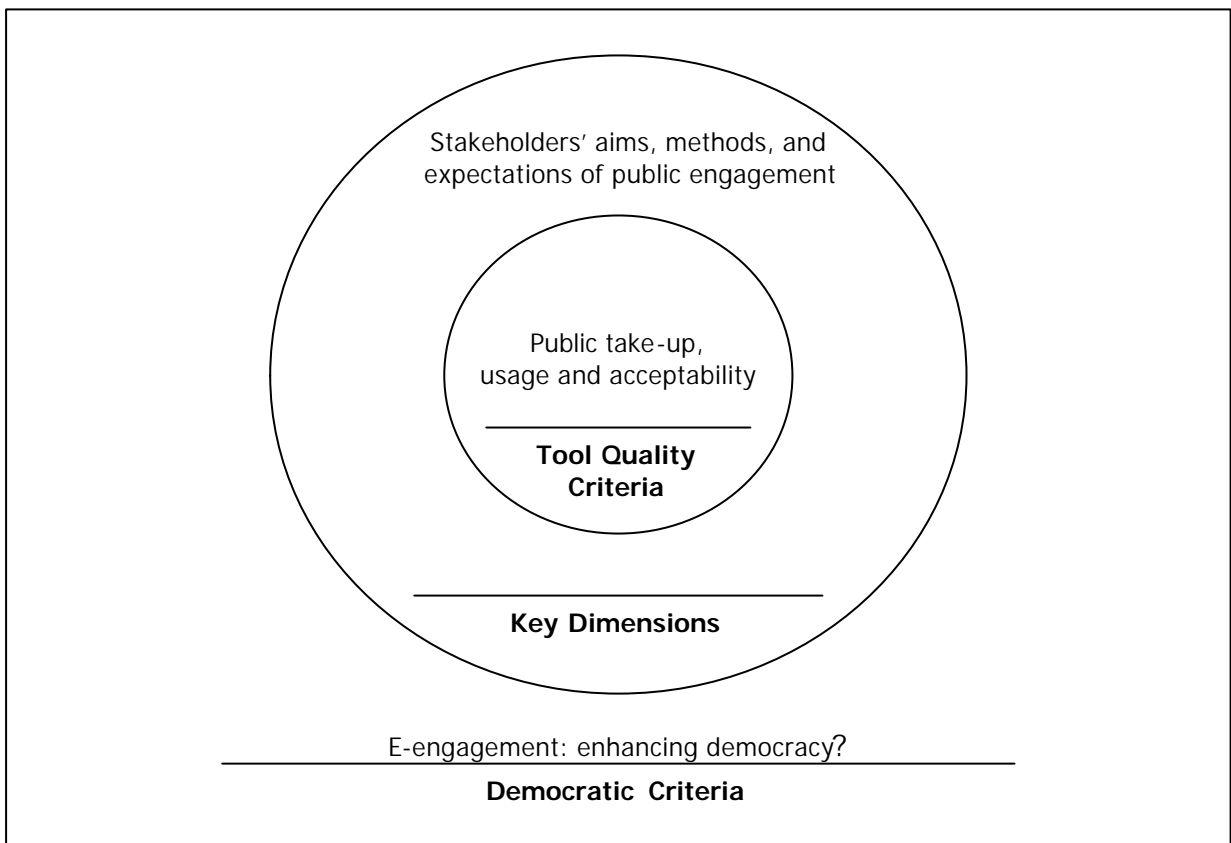 Stakeholders’ aims, methods, and
expectations of public engagement
Public take-up,
usage and acceptability
Tool Quality
Criteria
Key Dimensions
E-engagement: enhancing democracy?
Democratic Criteria